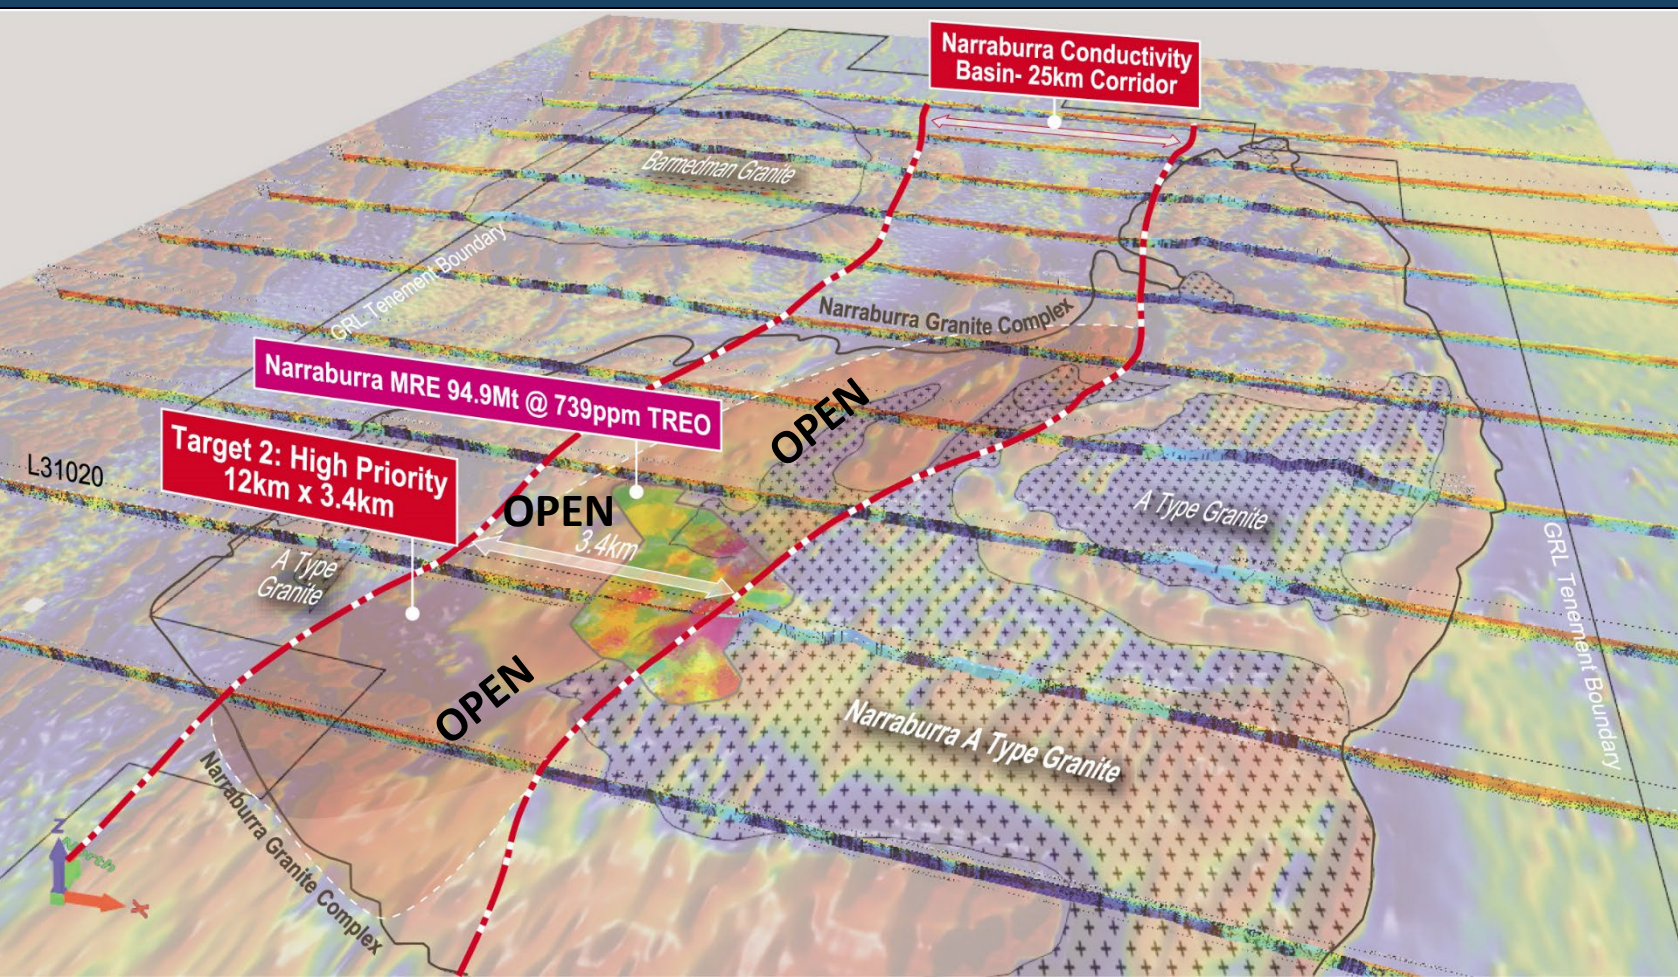 Narraburra Conductivity
Basin- 25km Corridor
Barmedman Granite
GRL Tenement Boundary
Narraburra Granite Complex
Narraburra MRE 94.9Mt @ 739ppm TREO
OPEN
Target 2: High Priority
12km x 3.4km
L31020
OPEN
3.4km
A Type Granite
A Type
Granite
GRL Tenement Boundary
OPEN
Narraburra A Type Granite
Narraburra Granite Complex
Z
North
X